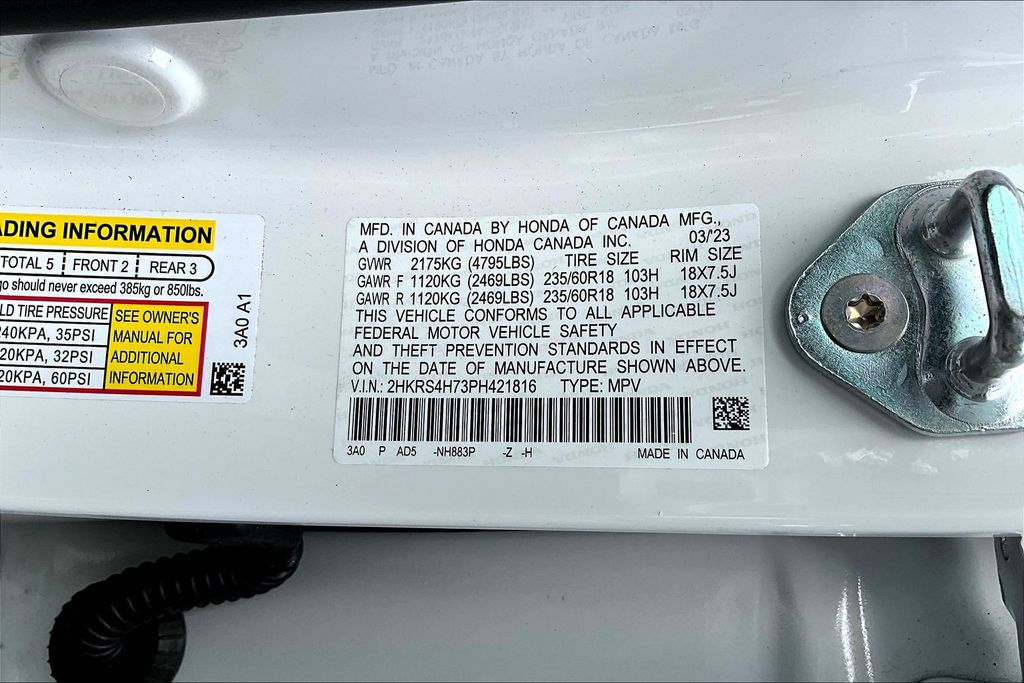 ADING INFORMATION
TOTAL 5 FRONT 2 REAR 3
go should never exceed 385kg or 850lbs.
LD TIRE PRESSURE
240KPA, 35PSI
20KPA, 32PSI
20KPA, 60PSI
SEE OWNER'S
MANUAL FOR
ADDITIONAL
INFORMATION
3A0 A1
MFD. IN CANADA BY HONDA OF CANADA MFG.,
A DIVISION OF HONDA CANADA INC. 03/'23
GVWR 2175KG (4795LBS) TIRE SIZE RIM SIZE
GAWR F 1120KG (2469LBS) 235/60R18 103H 18X7.5J
GAWR R 1120KG (2469LBS) 235/60R18 103H 18X7.5J
THIS VEHICLE CONFORMS TO ALL APPLICABLE
FEDERAL MOTOR VEHICLE SAFETY
AND THEFT PREVENTION STANDARDS IN EFFECT
ON THE DATE OF MANUFACTURE SHOWN ABOVE.
V.I.N.: 2HKRS4H73PH421816 TYPE: MPV
3A0 P AD5 -NH883P -Z -H MADE IN CANADA